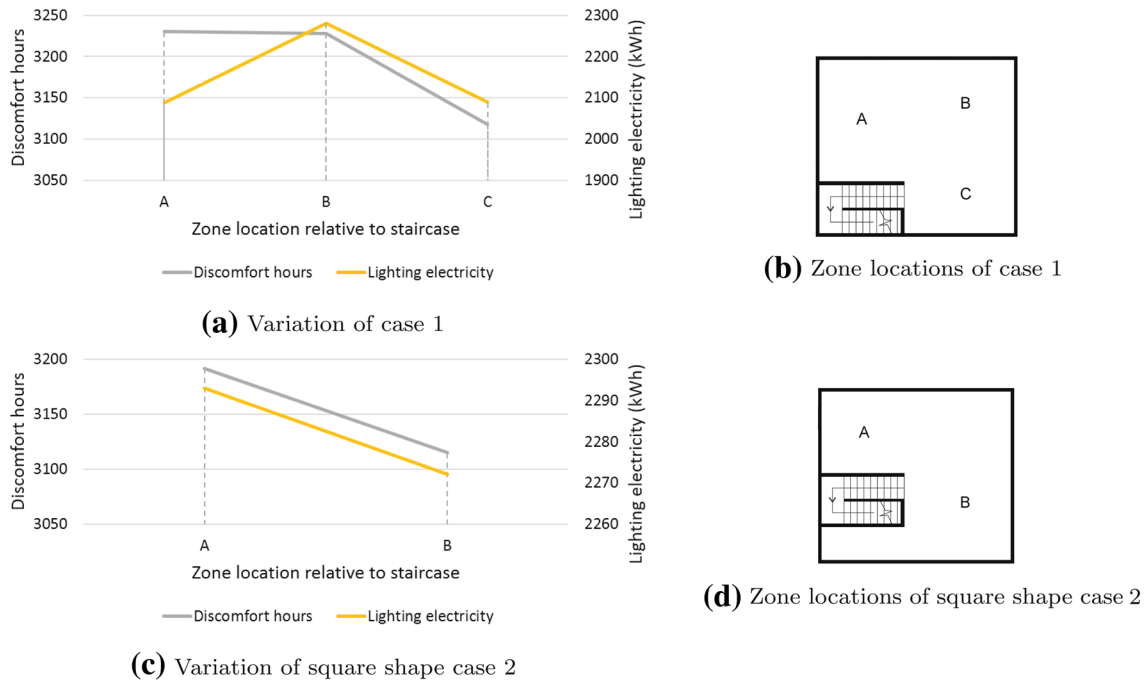 3250
3200
3150
3100
3050
Discomfort hours
2300
2200
2100
2000
1900
Lighting electricity (kWh)
A B C
Zone location relative to staircase
Discomfort hours Lighting electricity
(a) Variation of case 1
A
B
C
(b) Zone locations of case 1
3200
3150
3100
3050
Discomfort hours
2300
2290
2280
2270
2260
Lighting electricity (kWh)
A B
Zone location relative to staircase
Discomfort hours Lighting electricity
(c) Variation of square shape case 2
A
B
(d) Zone locations of square shape case 2